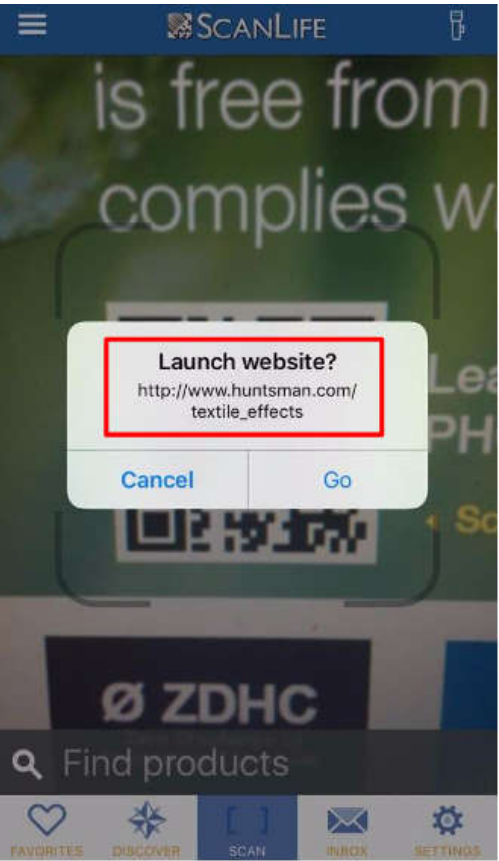 SCANLIFE
is free from
complies w
Launch website?
http://www.huntsman.com/
textile_effects
Lea
PH
Cancel
Go
Sc
Ø ZDHC
Find products
FAVORITES
DISCOVER
SCAN
INBOX
SETTINGS